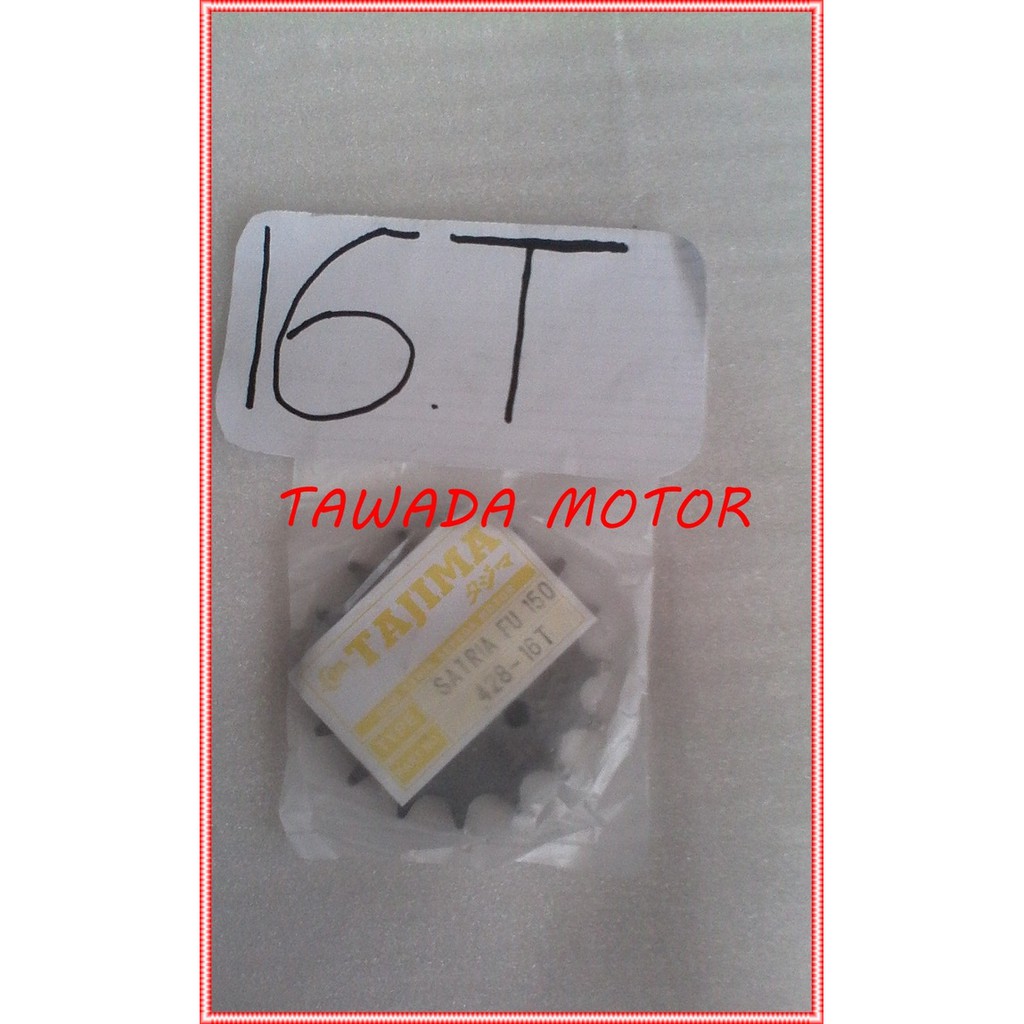 16.T
TAWADA MOTOR
TAJIMA
タジマ
SATRIA FU 150
428-16T